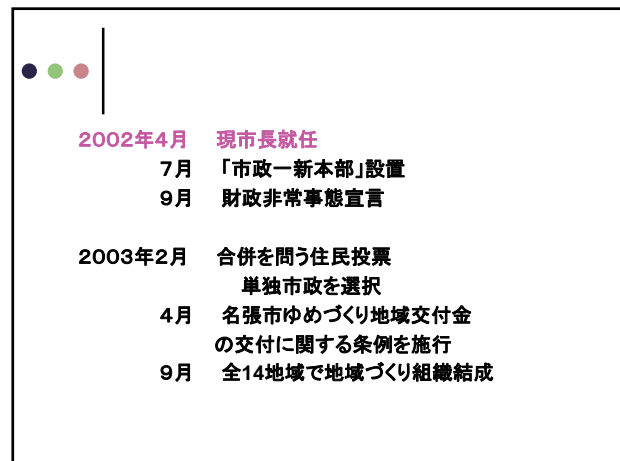 2002年4月　現市長就任
7月　「市政一新本部」設置
9月　財政非常事態宣言
2003年2月　合併を問う住民投票
単独市政を選択
4月　名張市ゆめづくり地域交付金
の交付に関する条例を施行
9月　全14地域で地域づくり組織結成